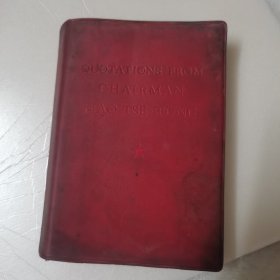 QUOTATIONS FROM
CHAIRMAN
MAO TSE-TUNG